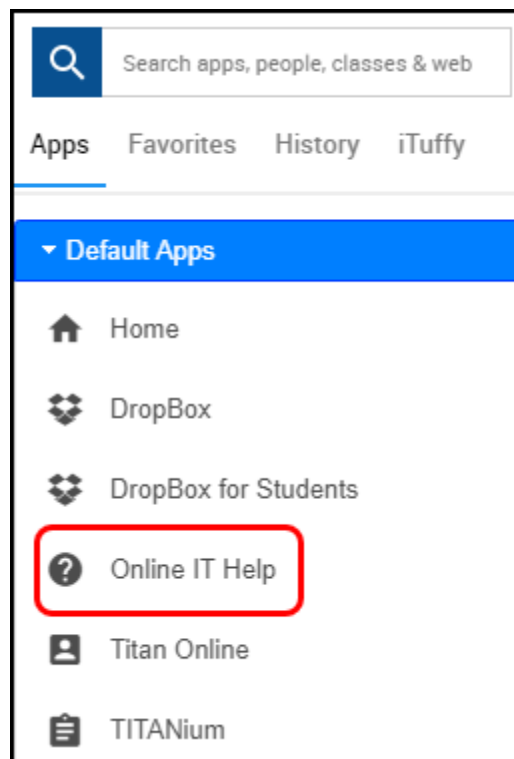 Search apps, people, classes & web
Apps Favorites History iTuffy
Default Apps
Home
DropBox
DropBox for Students
Online IT Help
Titan Online
TITANium